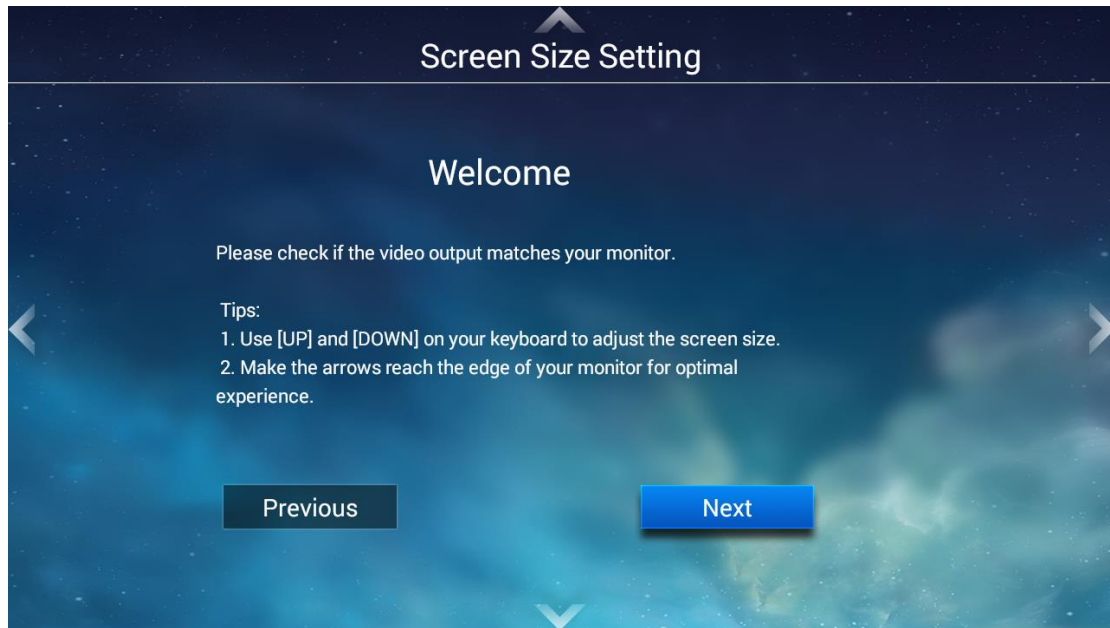 Screen Size Setting
Welcome
Please check if the video output matches your monitor.
Tips:
1. Use [UP] and [DOWN] on your keyboard to adjust the screen size.
2. Make the arrows reach the edge of your monitor for optimal
experience.
Previous
Next